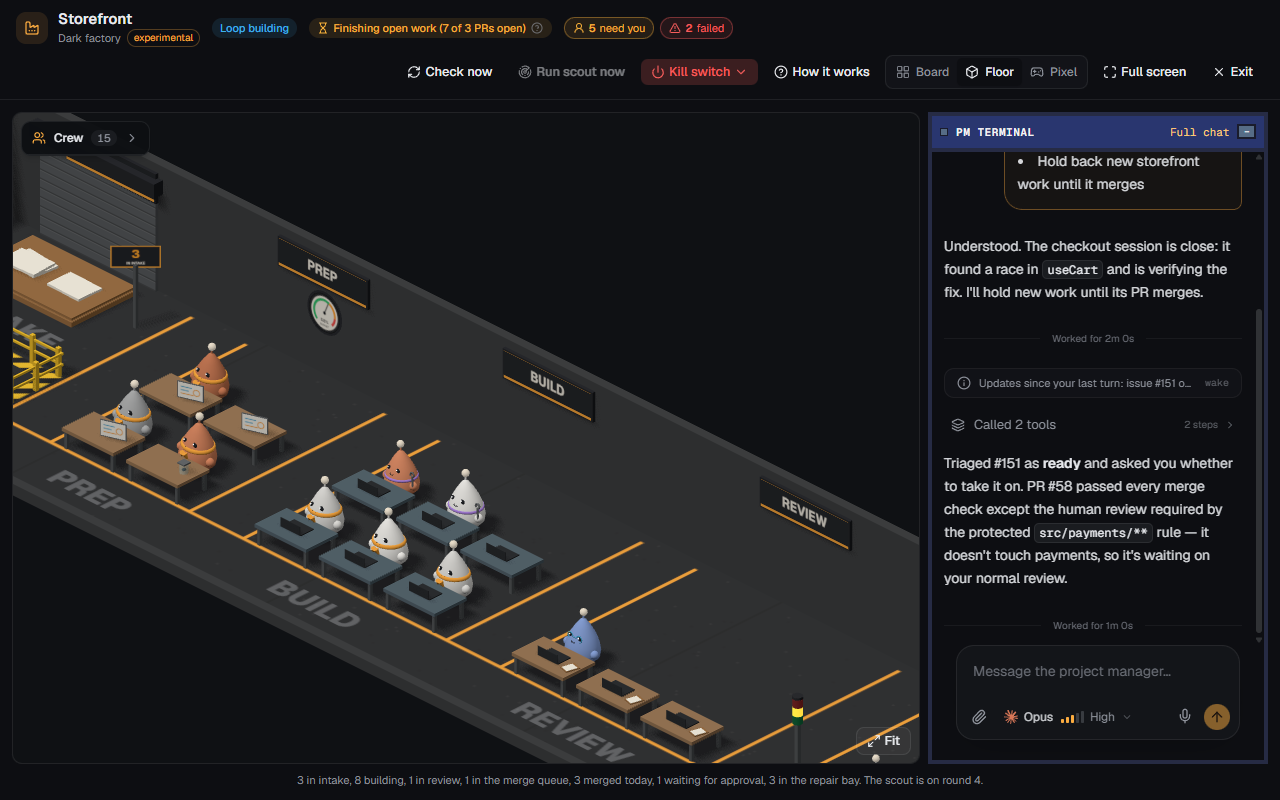 Storefront
Dark factory experimental
Loop building
Finishing open work (7 of 3 PRs open)
5 need you
2 failed
Check now
Run scout now
Kill switch
How it works
Board
Floor
Pixel
Full screen
Exit
Crew 15
3
PREP
BUILD
REVIEW
PREP
BUILD
REVIEW
Fit
PM TERMINAL
Full chat
• Hold back new storefront
work until it merges
Understood. The checkout session is close: it
found a race in useCart and is verifying the
fix. I'll hold new work until its PR merges.
Worked for 2m 0s
Updates since your last turn: issue #151 o... wake
Called 2 tools
2 steps
Triaged #151 as ready and asked you whether
to take it on. PR #58 passed every merge
check except the human review required by
the protected src/payments/** rule — it
doesn't touch payments, so it's waiting on
your normal review.
Worked for 1m 0s
Message the project manager...
Opus
High
3 in intake, 8 building, 1 in review, 1 in the merge queue, 3 merged today, 1 waiting for approval, 3 in the repair bay. The scout is on round 4.